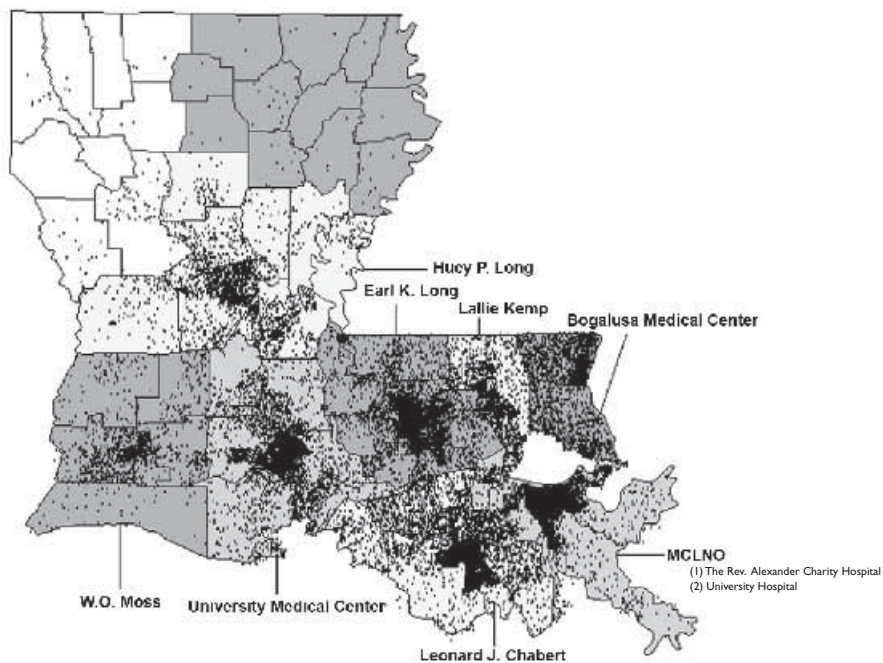 Huey P. Long
Earl K. Long
Lallie Kemp
Bogalusa Medical Center
MCLNO
(1) The Rev. Alexander Charity Hospital
(2) University Hospital
W.O. Moss
University Medical Center
Leonard J. Chabert